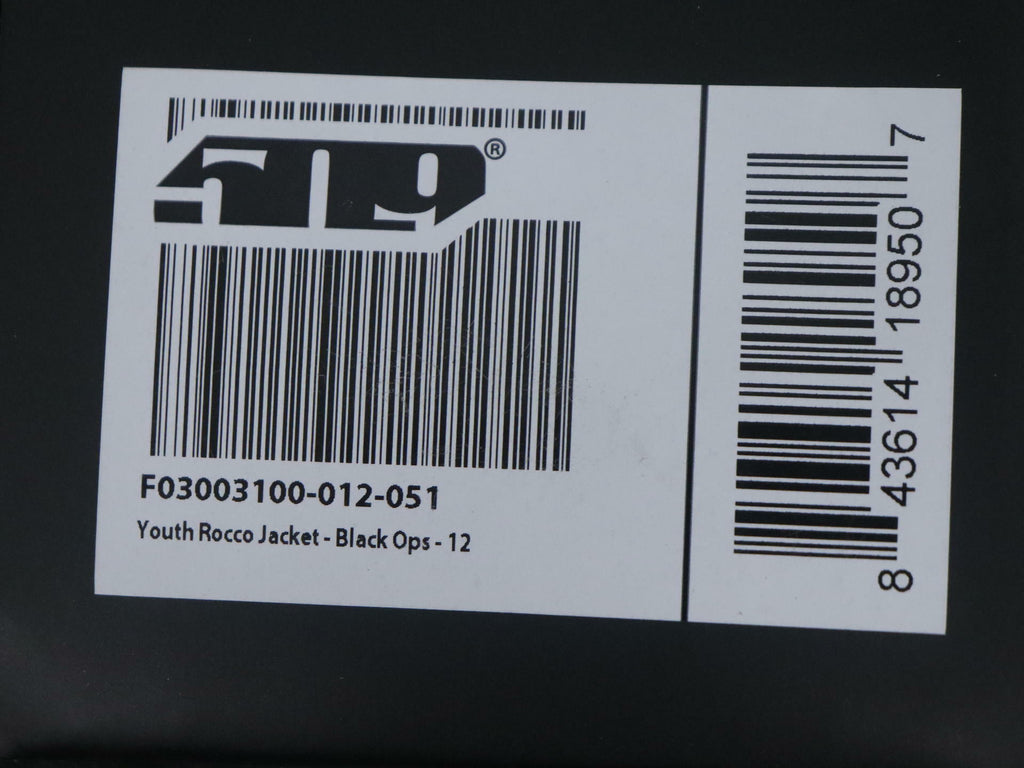 509®
F03003100-012-051
Youth Rocco Jacket - Black Ops - 12
8 43614 18950 7